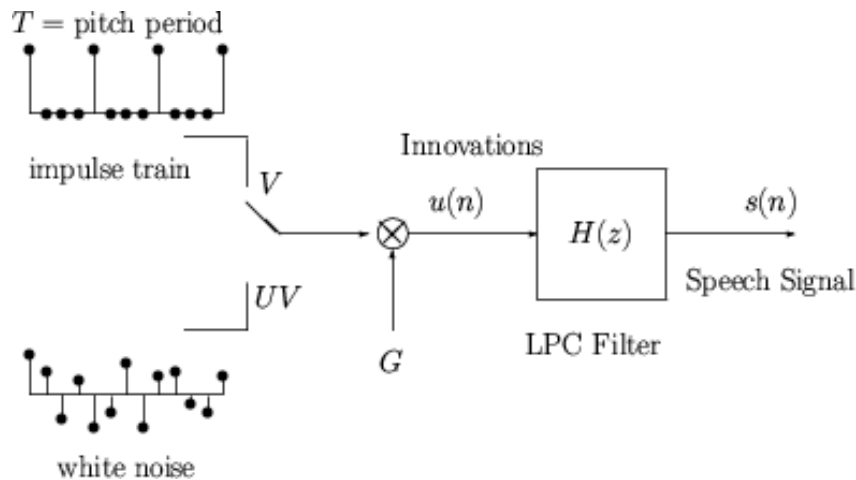 T = pitch period
impulse train
V
Innovations
u(n)
H(z)
s(n)
Speech Signal
UV
G
LPC Filter
white noise